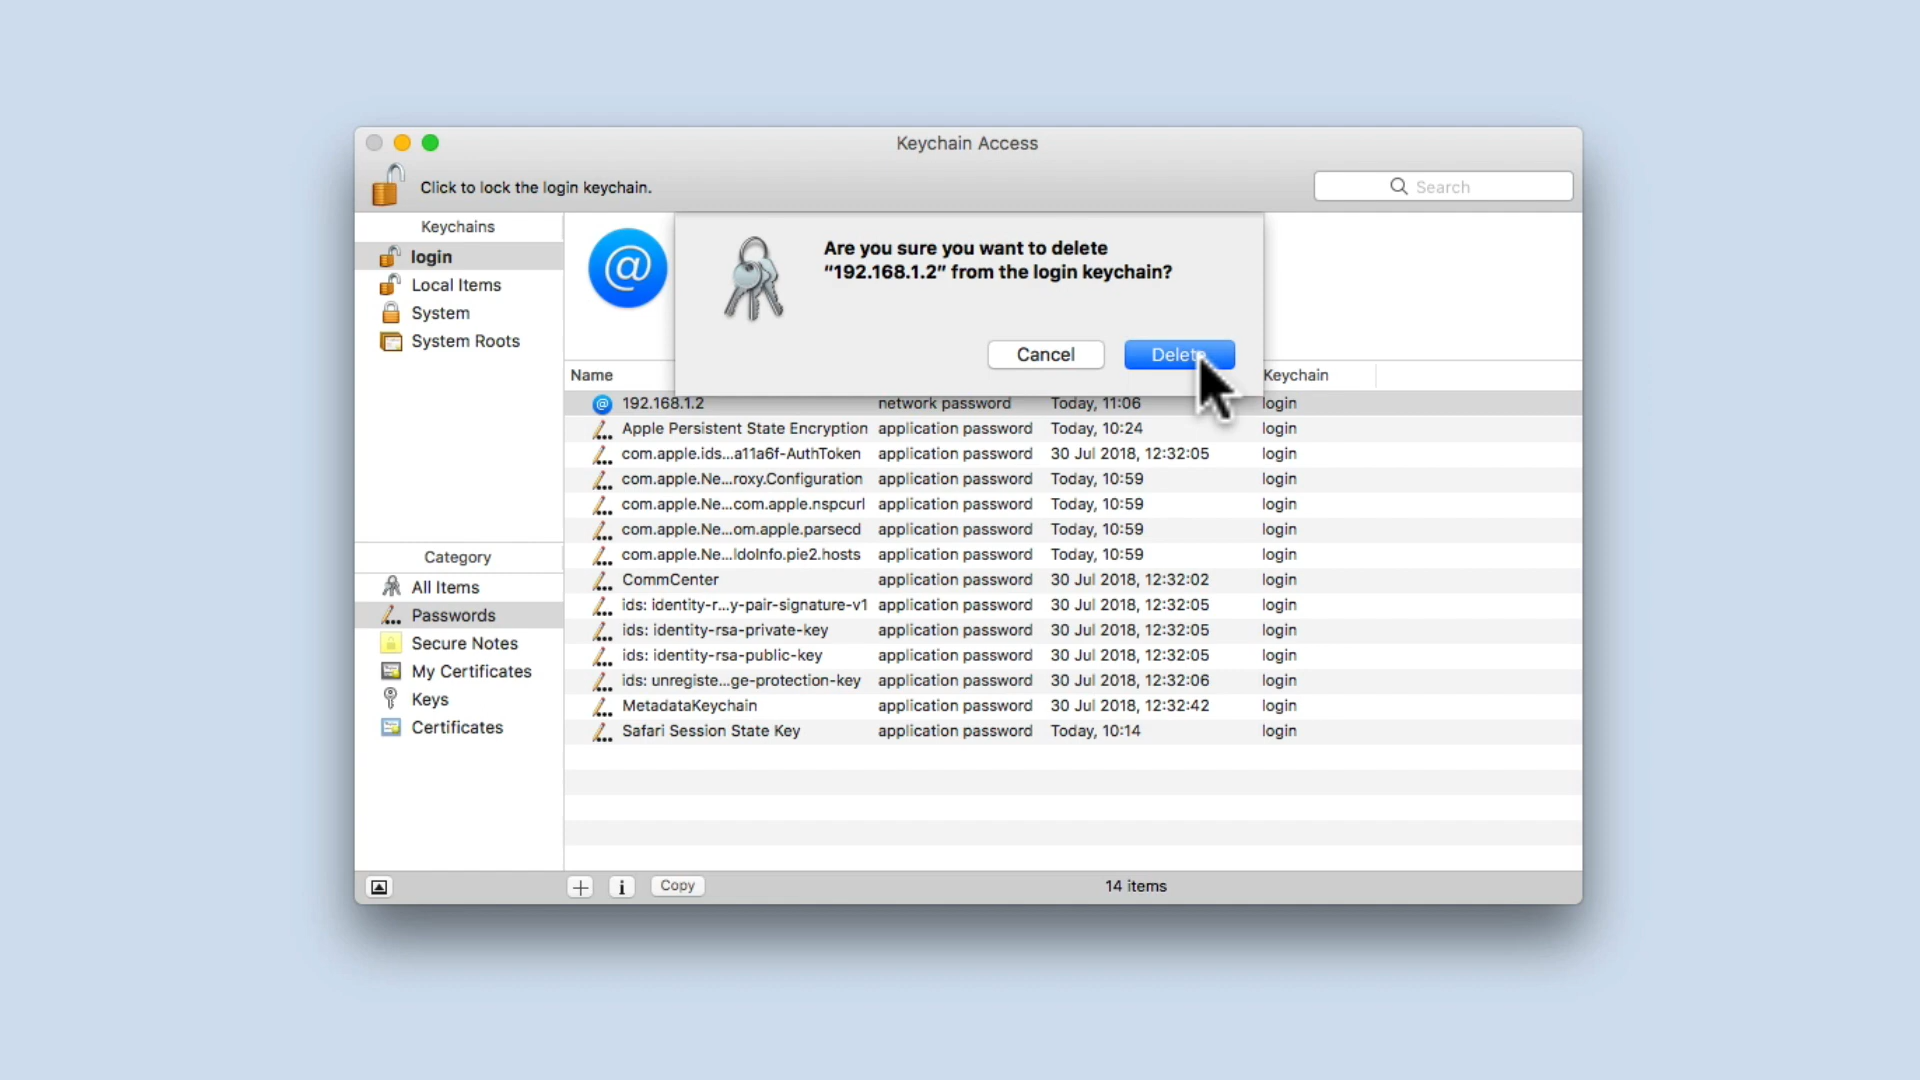 Keychain Access
Click to lock the login keychain.
Search
Keychains
login
Local Items
System
System Roots
Are you sure you want to delete
“192.168.1.2” from the login keychain?
Cancel
Delete
Name
Keychain
192.168.1.2 network password Today, 11:06 login
Apple Persistent State Encryption application password Today, 10:24 login
com.apple.ids...a11a6f-AuthToken application password 30 Jul 2018, 12:32:05 login
com.apple.Ne...roxy.Configuration application password Today, 10:59 login
com.apple.Ne...com.apple.nspcurl application password Today, 10:59 login
com.apple.Ne...om.apple.parsecd application password Today, 10:59 login
com.apple.Ne...ldoInfo.pie2.hosts application password Today, 10:59 login
CommCenter application password 30 Jul 2018, 12:32:02 login
ids: identity-r...y-pair-signature-v1 application password 30 Jul 2018, 12:32:05 login
ids: identity-rsa-private-key application password 30 Jul 2018, 12:32:05 login
ids: identity-rsa-public-key application password 30 Jul 2018, 12:32:05 login
ids: unregiste...ge-protection-key application password 30 Jul 2018, 12:32:06 login
MetadataKeychain application password 30 Jul 2018, 12:32:42 login
Safari Session State Key application password Today, 10:14 login
Category
All Items
Passwords
Secure Notes
My Certificates
Keys
Certificates
Copy
14 items